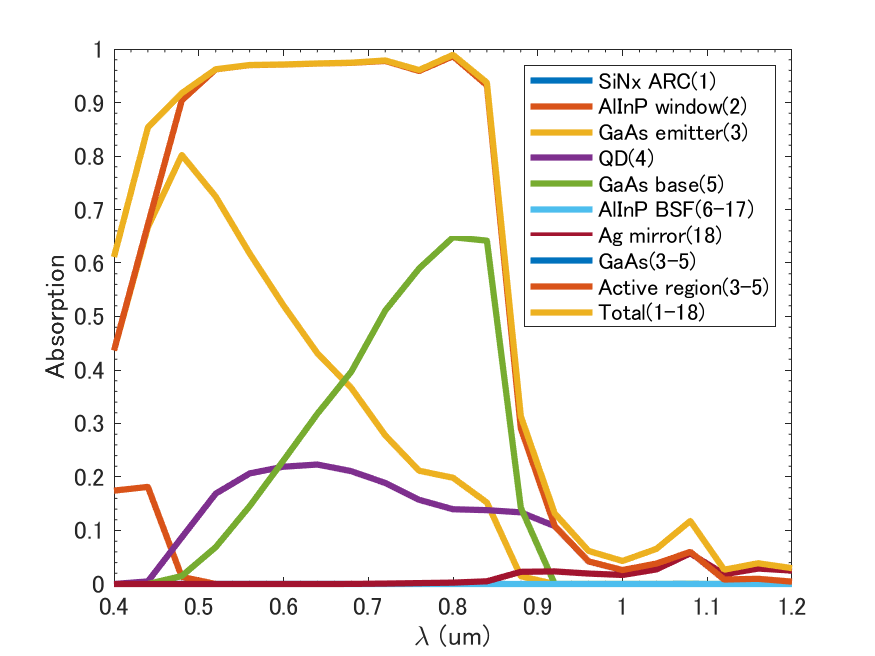 1
0.9
0.8
0.7
0.6
0.5
0.4
0.3
0.2
0.1
0
Absorption
SiNx ARC(1)
AlInP window(2)
GaAs emitter(3)
QD(4)
GaAs base(5)
AlInP BSF(6-17)
Ag mirror(18)
GaAs(3-5)
Active region(3-5)
Total(1-18)
0.4 0.5 0.6 0.7 0.8 0.9 1 1.1 1.2
λ (um)